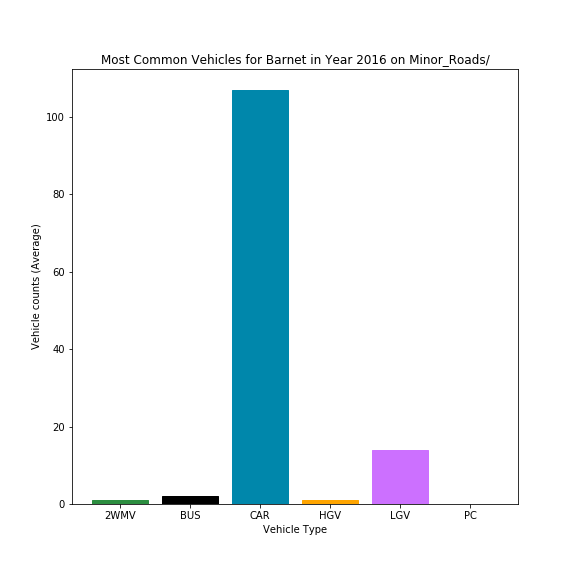 Most Common Vehicles for Barnet in Year 2016 on Minor_Roads/
Vehicle counts (Average)
100
80
60
40
20
0
2WMV BUS CAR HGV LGV PC
Vehicle Type